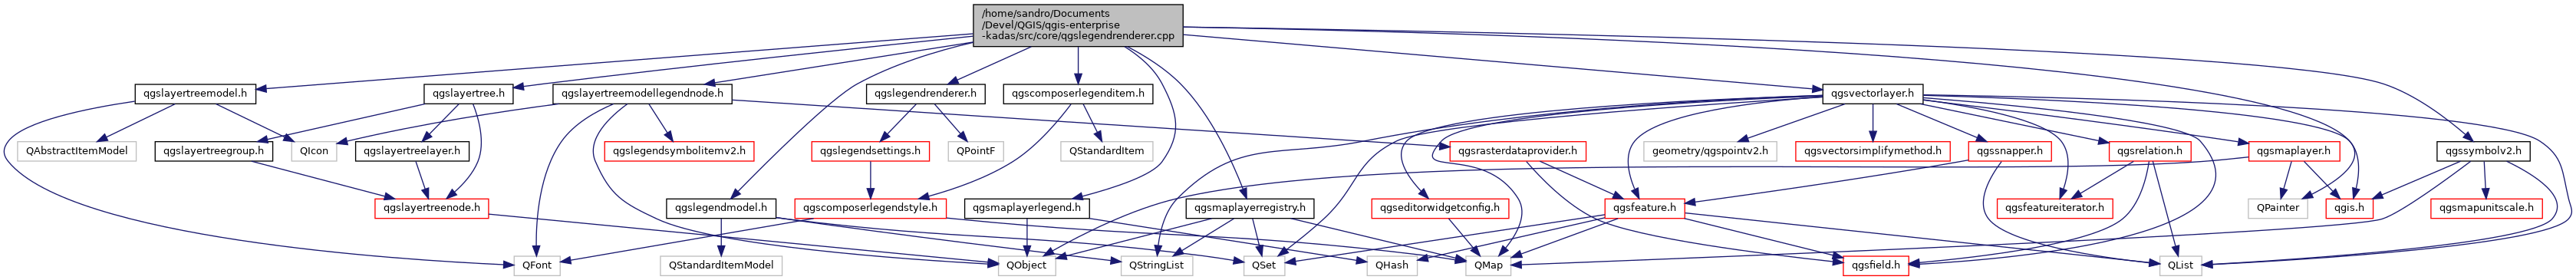 /home/sandro/Documents
/Devel/QGIS/qgis-enterprise
-kadas/src/core/qgslegendrenderer.cpp
qgslayertreemodel.h
qgslayertree.h
qgslayertreemodellegendnode.h
qgslegendrenderer.h
qgscomposerlegenditem.h
qgsvectorlayer.h
QAbstractItemModel
qgslayertreegroup.h
QIcon
qgslayertreelayer.h
qgslegendsymbolitemv2.h
qgslegendsettings.h
QPointF
QStandardItem
qgsrasterdataprovider.h
geometry/qgspointv2.h
qgsvectorsimplifymethod.h
qgssnapper.h
qgsrelation.h
qgsmaplayer.h
qgssymbolv2.h
qgslayertreenode.h
qgslegendmodel.h
qgscomposerlegendstyle.h
qgsmaplayerlegend.h
qgsmaplayerregistry.h
qgseditorwidgetconfig.h
qgsfeature.h
qgsfeatureiterator.h
QPainter
qgis.h
qgsmapunitscale.h
QFont
QStandardItemModel
QObject
QStringList
QSet
QHash
QMap
qgsfield.h
QList